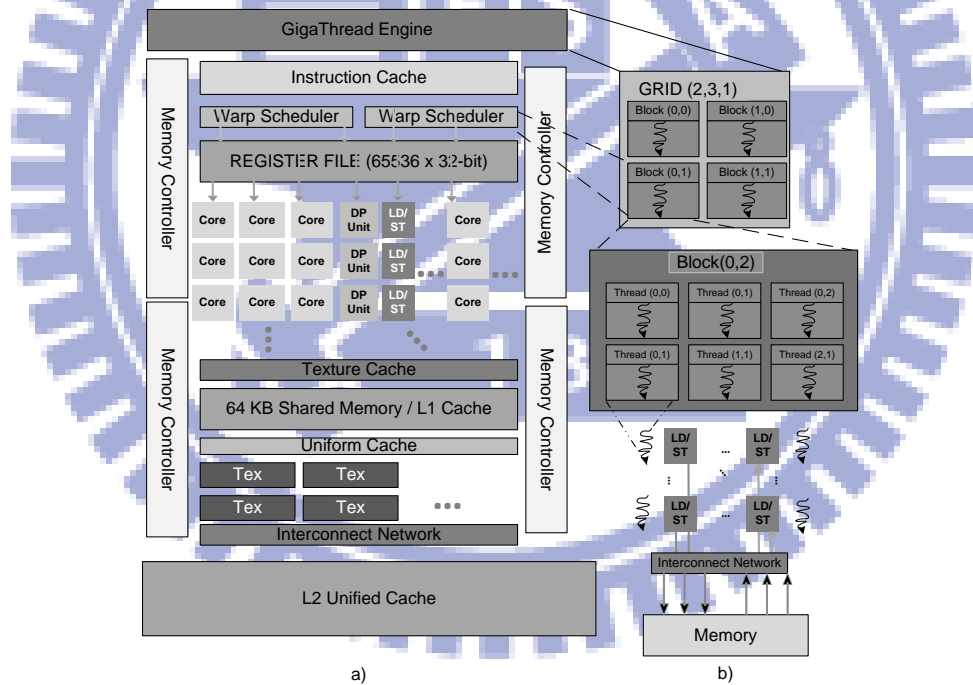 GigaThread Engine
Memory Controller
Instruction Cache
Warp Scheduler
Warp Scheduler
REGISTER FILE (65536 x 32-bit)
Core
Core
Core
DP
Unit
LD/
ST
Core
Core
Core
Core
DP
Unit
LD/
ST
Core
Core
Core
Core
DP
Unit
LD/
ST
Core
Memory Controller
Memory Controller
Texture Cache
64 KB Shared Memory / L1 Cache
Uniform Cache
Tex
Tex
Tex
Tex
Interconnect Network
Memory Controller
L2 Unified Cache
a)
GRID (2,3,1)
Block (0,0)
Block (1,0)
Block (0,1)
Block (1,1)
Block(0,2)
Thread (0,0)
Thread (0,1)
Thread (0,2)
Thread (0,1)
Thread (1,1)
Thread (2,1)
LD/
ST
...
LD/
ST
LD/
ST
...
LD/
ST
Interconnect Network
Memory
b)